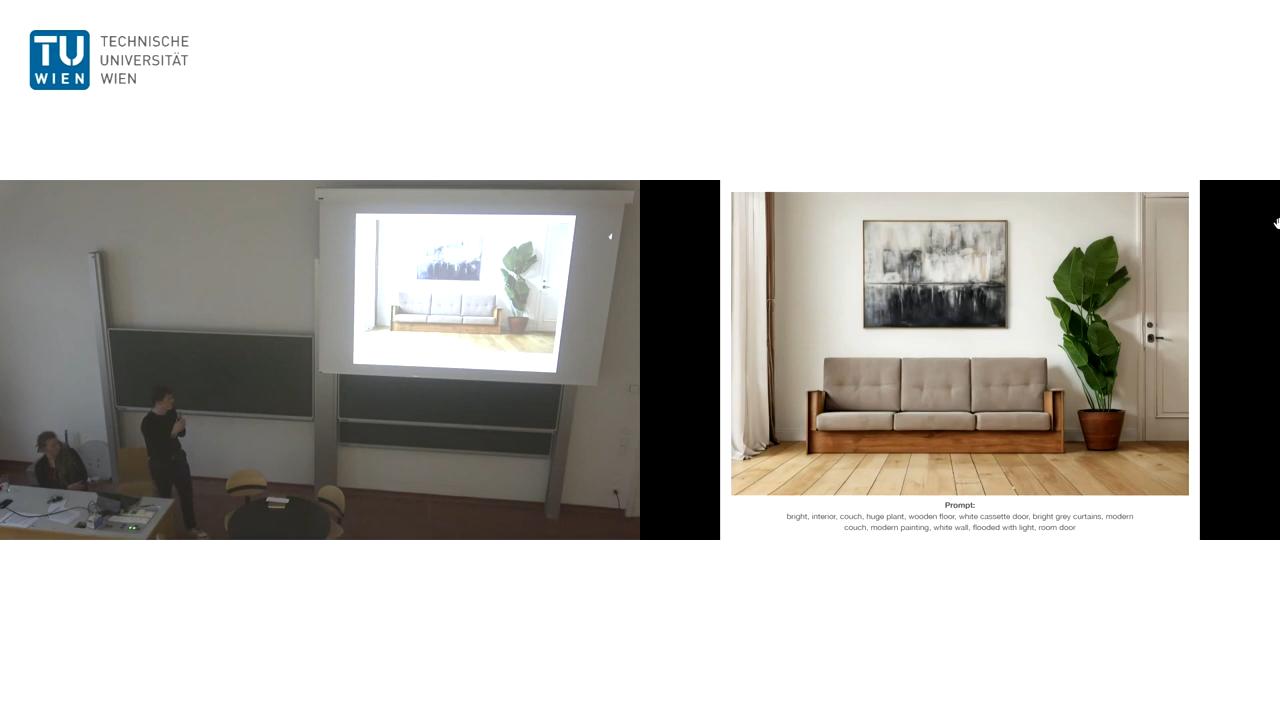 TU
WIEN
TECHNISCHE
UNIVERSITÄT
WIEN
Prompt:
bright, interior, couch, huge plant, wooden floor, white cassette door, bright grey curtains, modern
couch, modern painting, white wall, flooded with light, room door